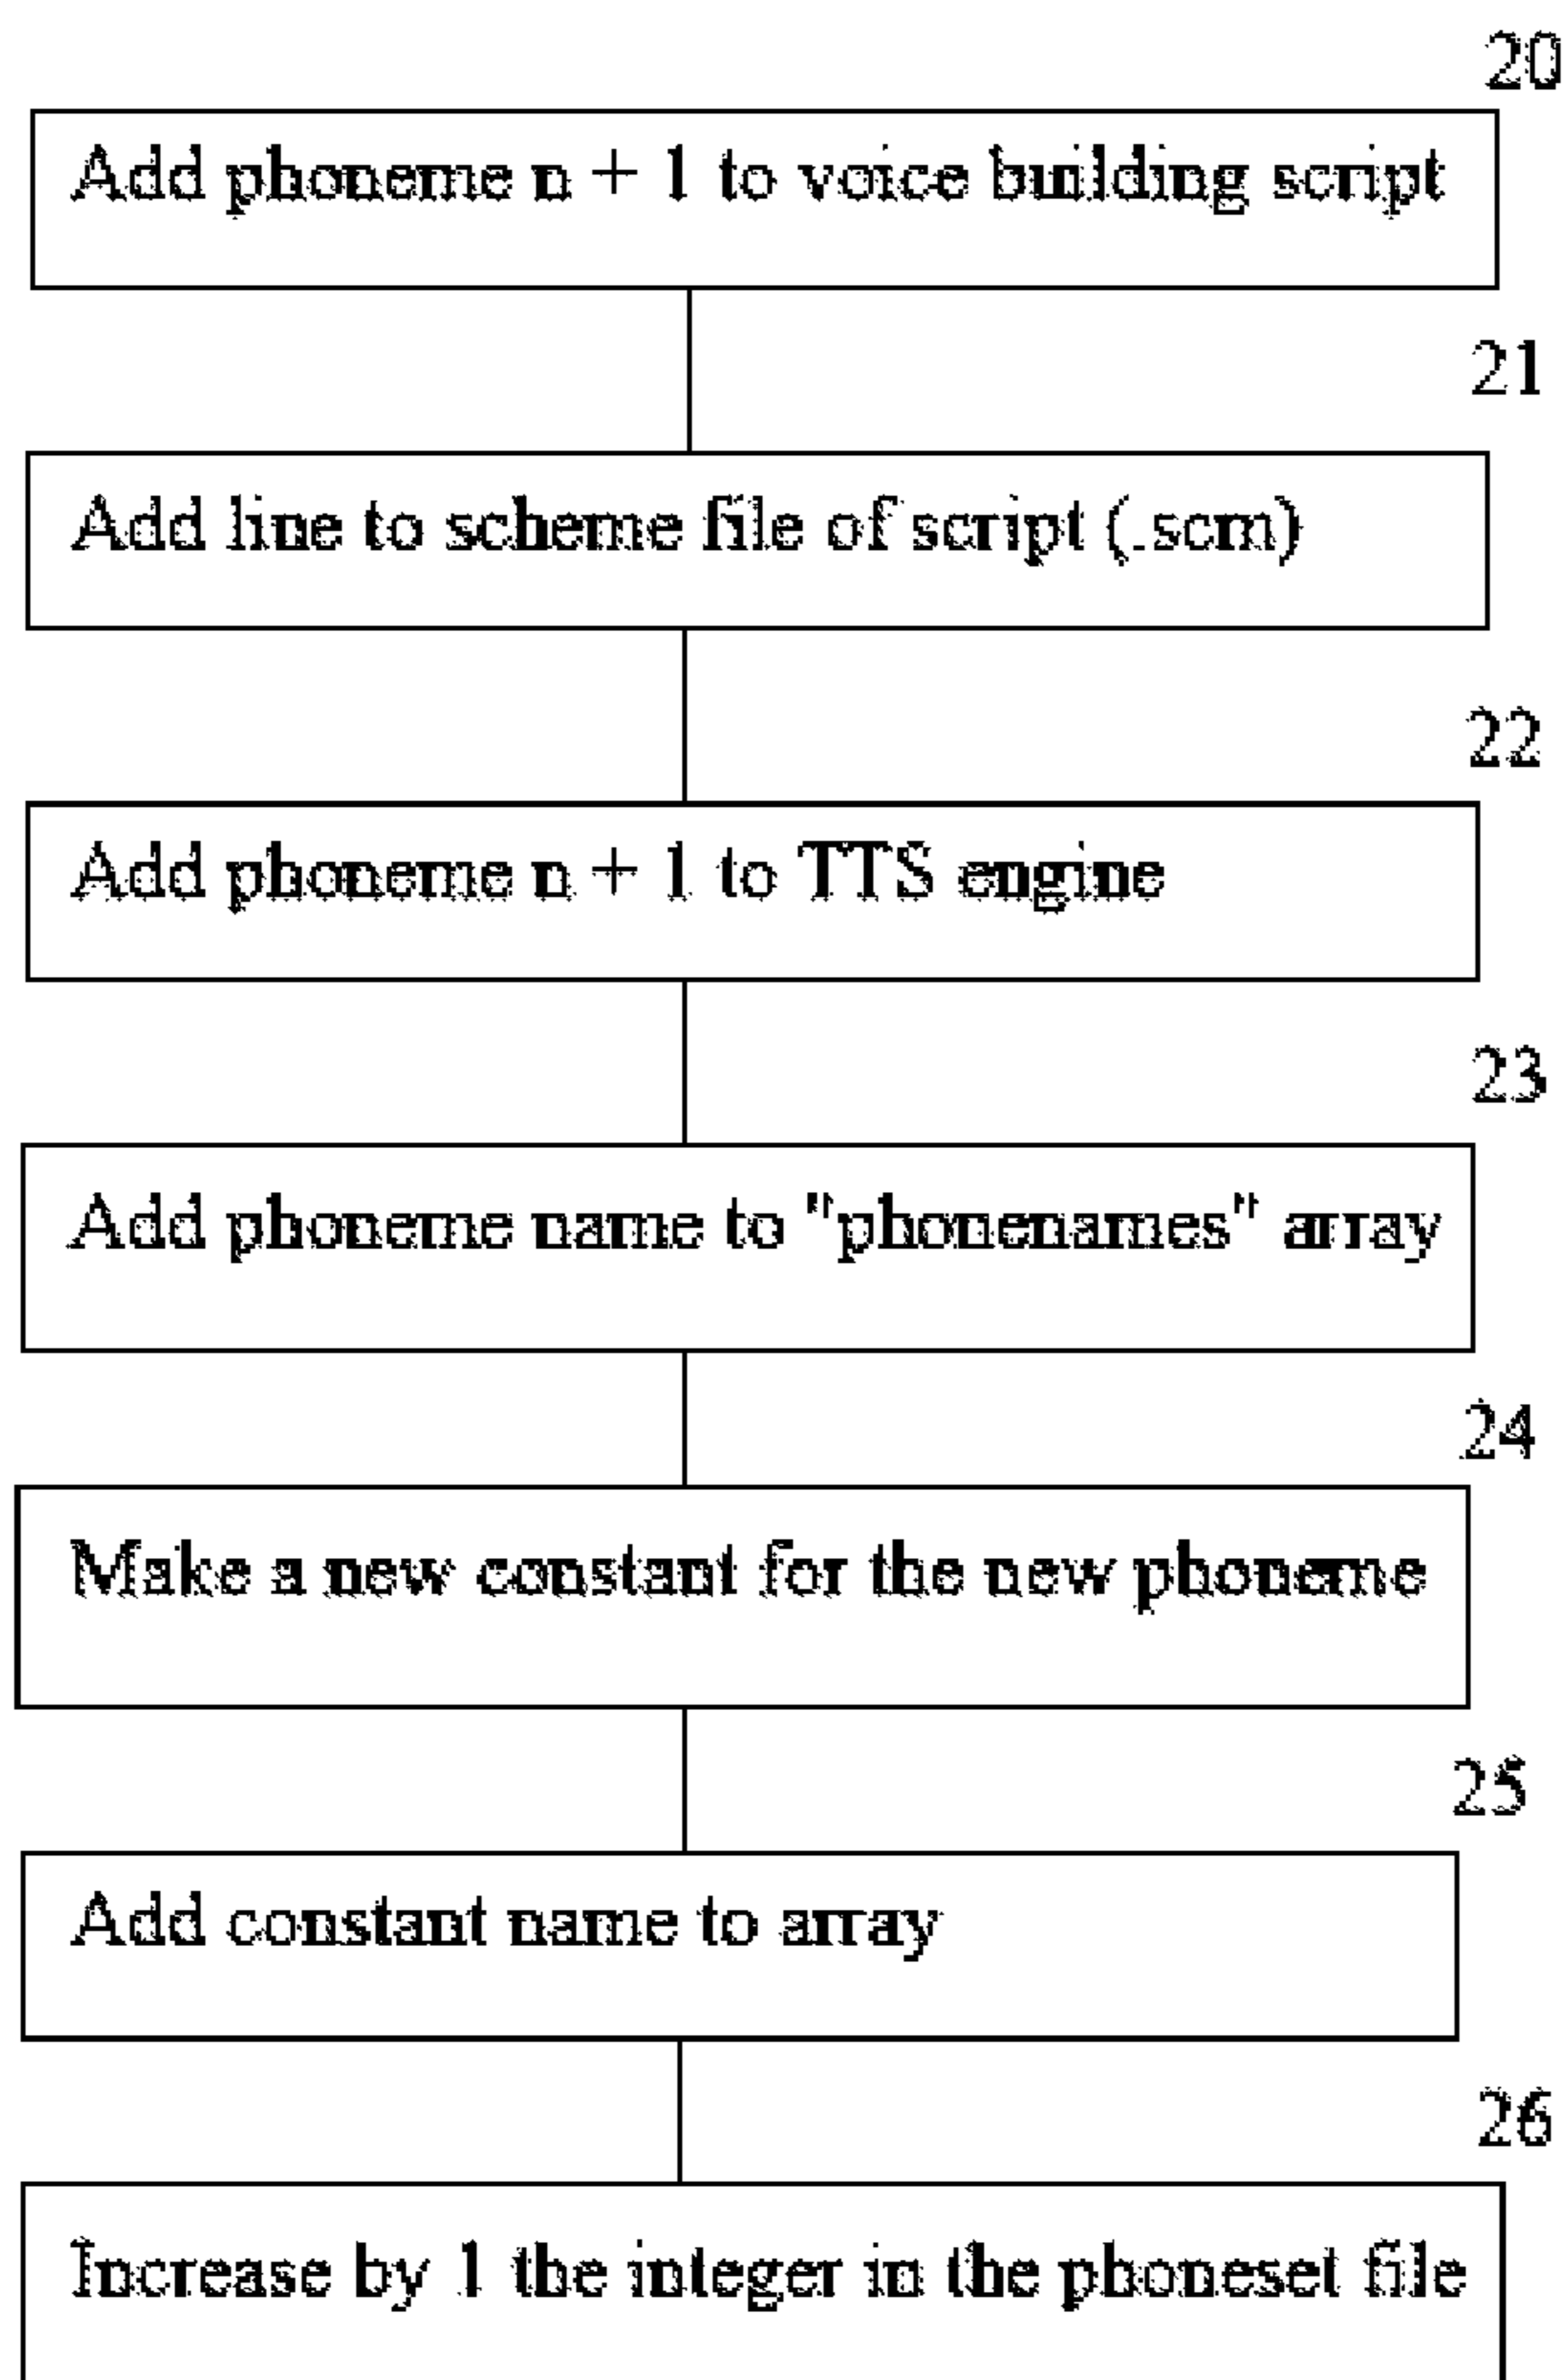 20
Add phoneme n + 1 to voice building script
21
Add line to scheme file of script (.scm)
22
Add phoneme n + 1 to TTS engine
23
Add phoneme name to "phonenames" array
24
Make a new constant for the new phoneme
25
Add constant name to array
26
Increase by 1 the integer in the phoneset file